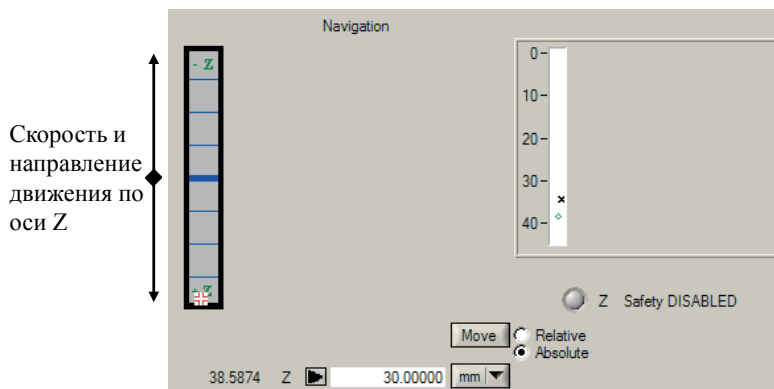 Navigation
- Z
+ Z
Скорость и
направление
движения по
оси Z
0
10
20
30
40
Z Safety DISABLED
Move
Relative
Absolute
38.5874 Z 30.00000 mm